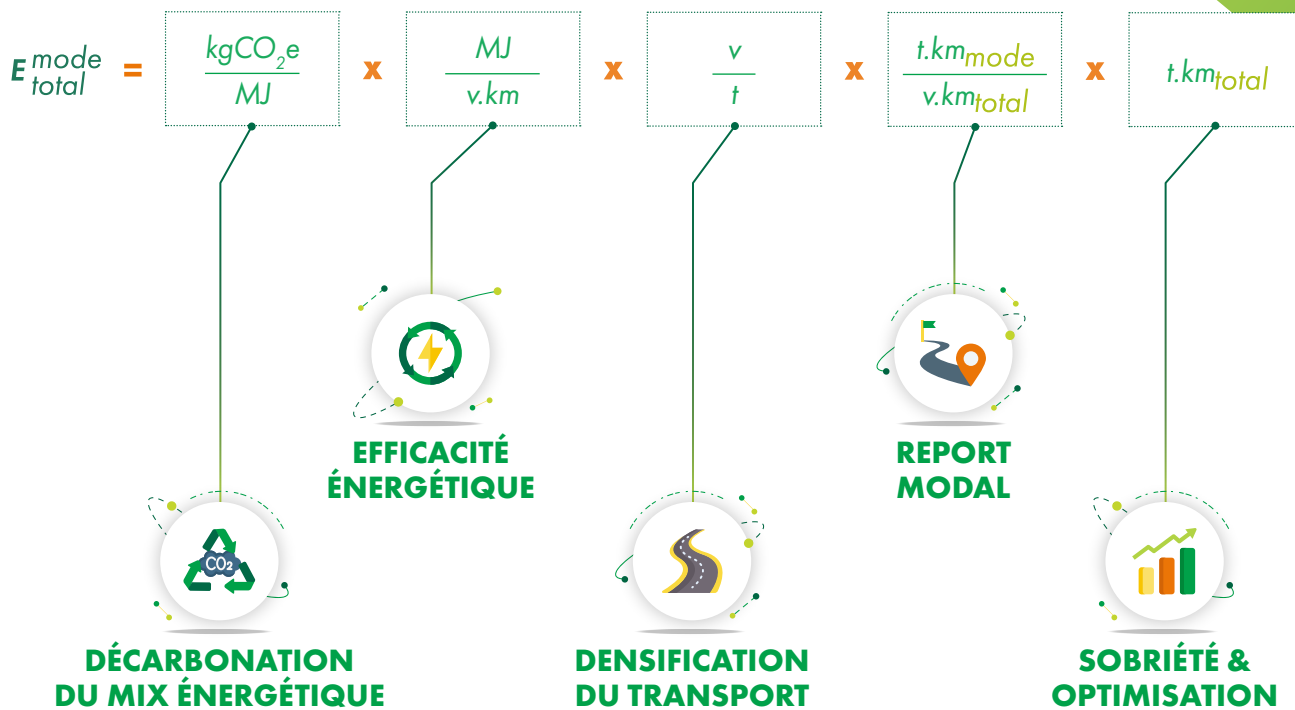 E mode total = kgCO₂e / MJ x MJ / v.km x v / t x t.km mode / v.km total x t.km total
EFFICACITÉ
ÉNERGÉTIQUE
REPORT
MODAL
CO₂
DÉCARBONATION
DU MIX ÉNERGÉTIQUE
DENSIFICATION
DU TRANSPORT
SOBRIÉTÉ &
OPTIMISATION